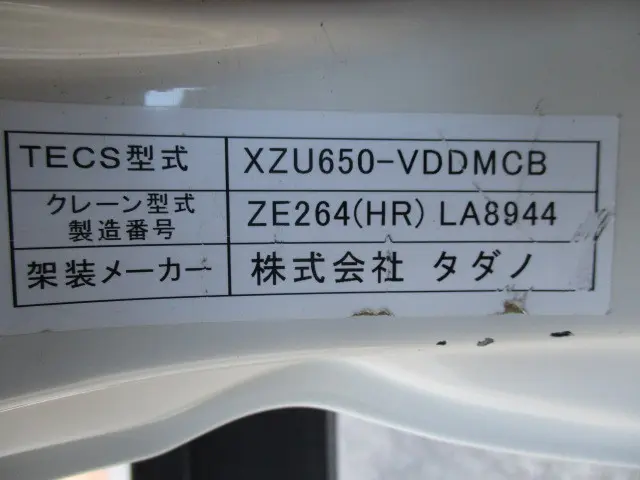 TECS型式 XZU650-VDDMCB
クレーン型式
製造番号 ZE264(HR) LA8944
架装メーカー 株式会社 タダノ